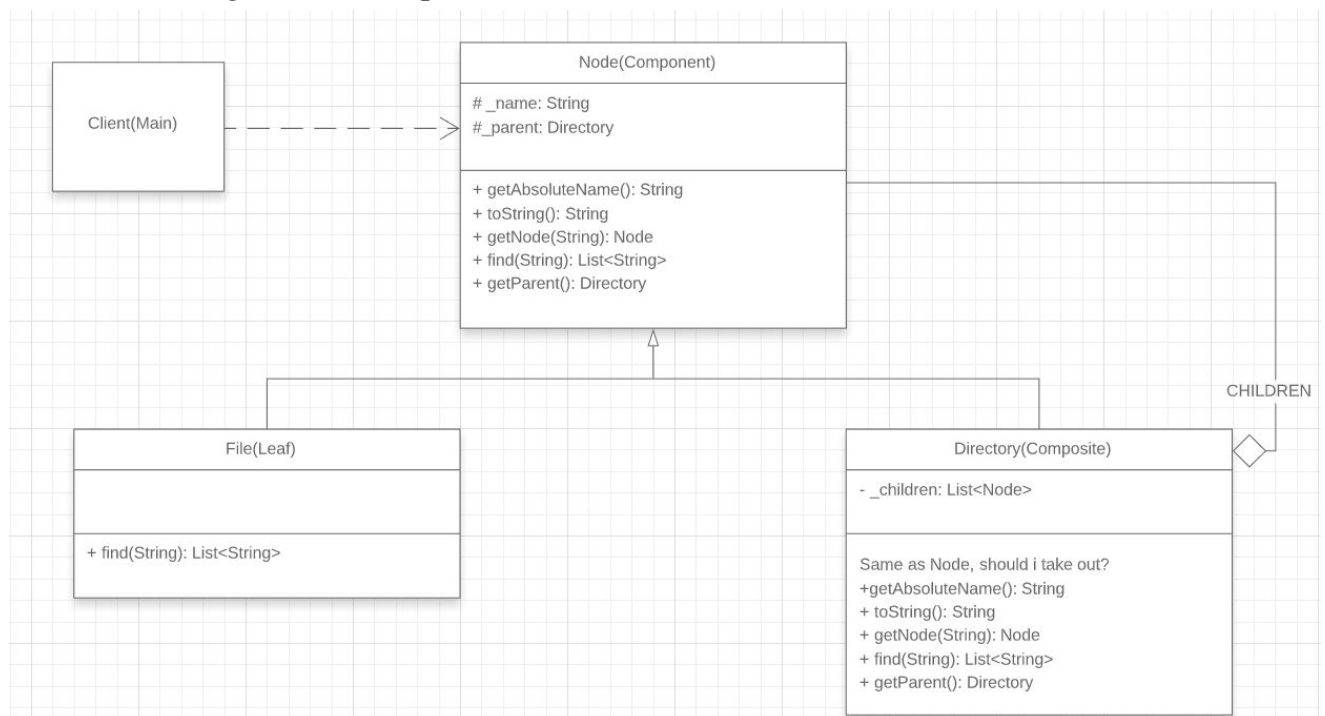 Node(Component)
Client(Main)
# _name: String
#_parent: Directory
+ getAbsoluteName(): String
+ toString(): String
+ getNode(String): Node
+ find(String): List<String>
+ getParent(): Directory
CHILDREN
File(Leaf)
+ find(String): List<String>
Directory(Composite)
- _children: List<Node>
Same as Node, should i take out?
+getAbsoluteName(): String
+ toString(): String
+ getNode(String): Node
+ find(String): List<String>
+ getParent(): Directory